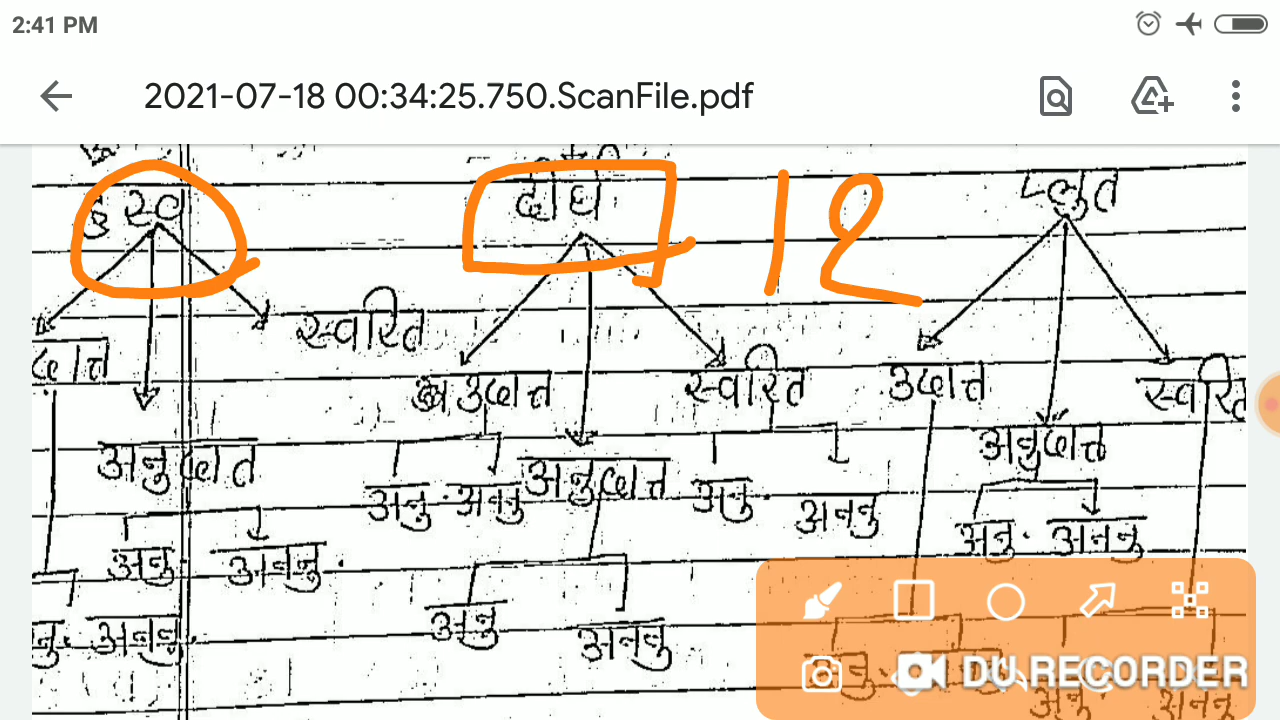 2:41 PM
2021-07-18 00:34:25.750.ScanFile.pdf
ह्रस्व दीर्घ 12 प्लुत
स्वरित
दात्त उदात्त स्वरित उदात्त स्वरित
अनुदात्त अनुदात्त अनुदात्त
अनु. अननु अनु. अननु
अनु अननु. अनु. अननु
नु. अननु. अनु अननु
DU RECORDER
अनु अननु